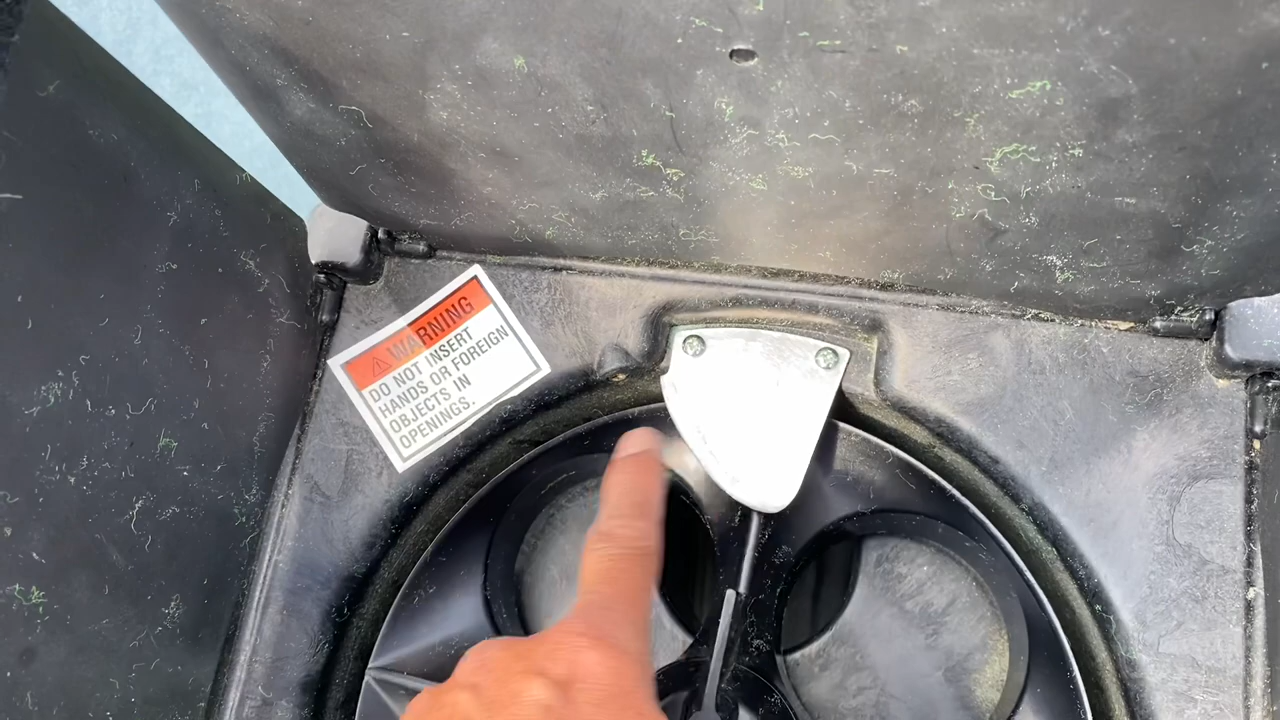 ⚠ WARNING
DO NOT INSERT
HANDS OR FOREIGN
OBJECTS IN
OPENINGS.